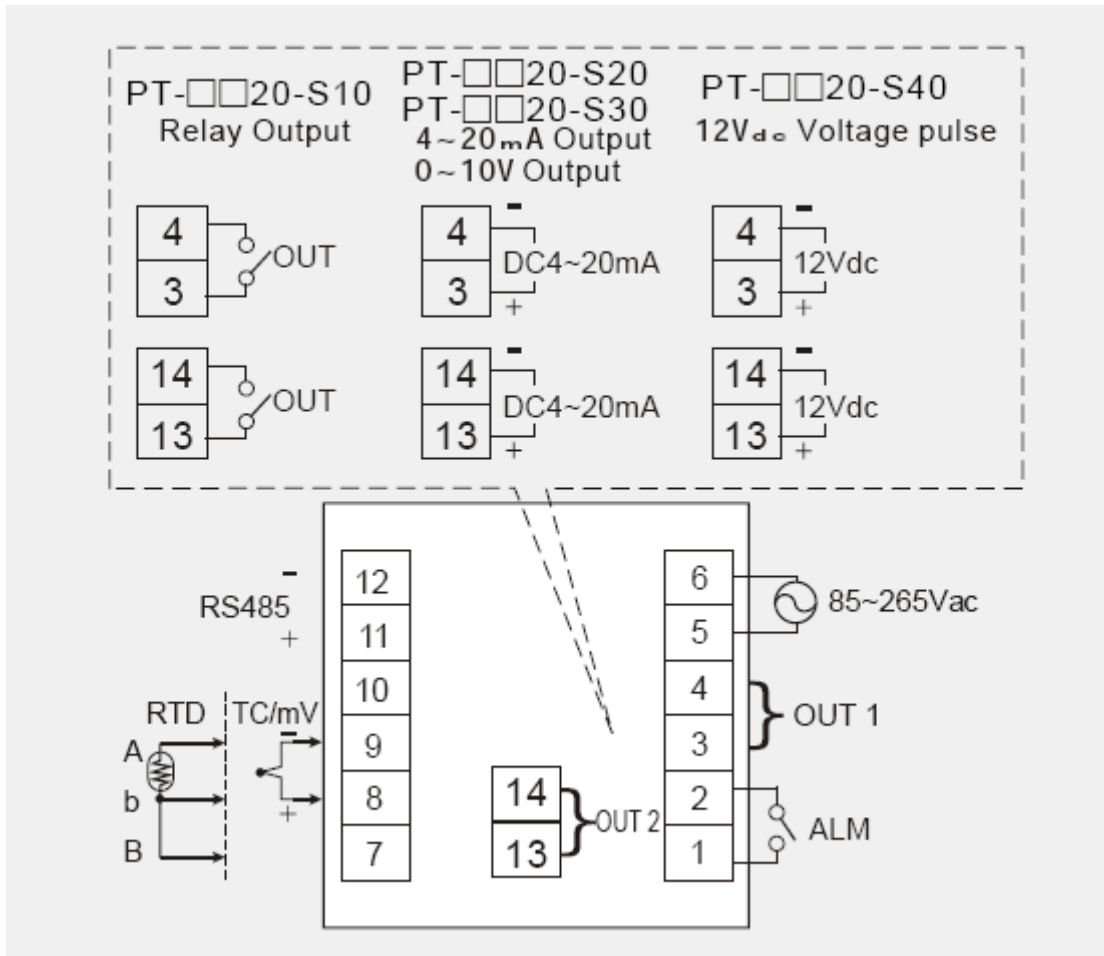 PT-□□20-S10
Relay Output
PT-□□20-S20
PT-□□20-S30
4~20mA Output
0~10V Output
PT-□□20-S40
12Vdc Voltage pulse
4
3
OUT
-
4
3
DC4~20mA
+
-
4
3
12Vdc
+
14
13
OUT
-
14
13
DC4~20mA
+
-
14
13
12Vdc
+
-
RS485
+
12
11
10
9
8
7
RTD
TC/mV
-
+
A
b
B
14
13
OUT 2
6
5
4
3
2
1
85~265Vac
OUT 1
ALM